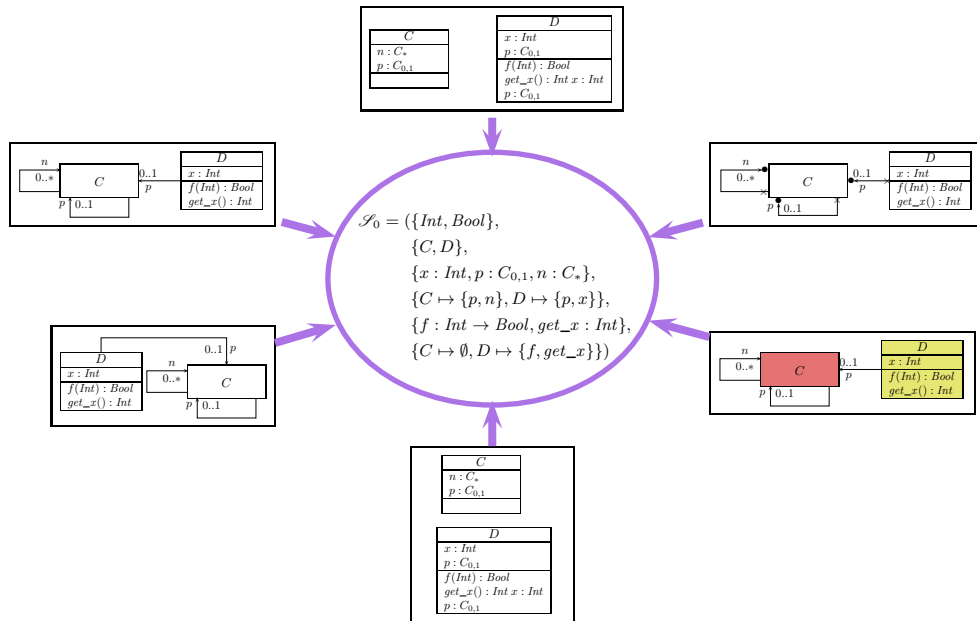 C
n : C*
p : C0,1
D
x : Int
p : C0,1
f(Int) : Bool
get_x() : Int x : Int
p : C0,1
n
0..*
C
p
0..1
0..1
p
D
x : Int
f(Int) : Bool
get_x() : Int
n
0..*
C
p
0..1
0..1
p
D
x : Int
f(Int) : Bool
get_x() : Int
𝒮0 = ({Int, Bool},
{C, D},
{x : Int, p : C0,1, n : C*},
{C ↦ {p, n}, D ↦ {p, x}},
{f : Int → Bool, get_x : Int},
{C ↦ ∅, D ↦ {f, get_x}})
D
x : Int
f(Int) : Bool
get_x() : Int
0..1
p
n
0..*
C
p
0..1
n
0..*
C
p
0..1
0..1
p
D
x : Int
f(Int) : Bool
get_x() : Int
C
n : C*
p : C0,1
D
x : Int
p : C0,1
f(Int) : Bool
get_x() : Int x : Int
p : C0,1